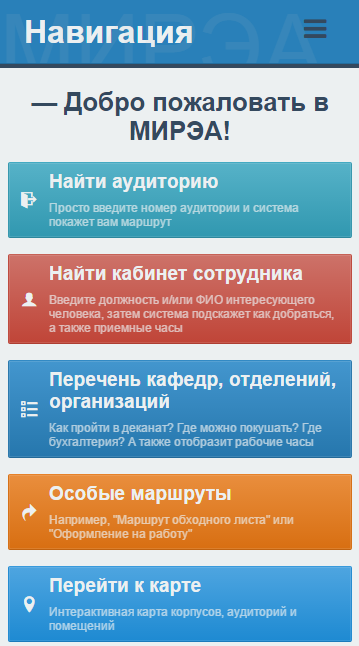 МИРЭА
Навигация
— Добро пожаловать в
МИРЭА!
Найти аудиторию
Просто введите номер аудитории и система
покажет вам маршрут
Найти кабинет сотрудника
Введите должность и/или ФИО интересующего
человека, затем система подскажет как добраться,
а также приемные часы
Перечень кафедр, отделений,
организаций
Как пройти в деканат? Где можно покушать? Где
бухгалтерия? А также отобразит рабочие часы
Особые маршруты
Например, "Маршрут обходного листа" или
"Оформление на работу"
Перейти к карте
Интерактивная карта корпусов, аудиторий и
помещений